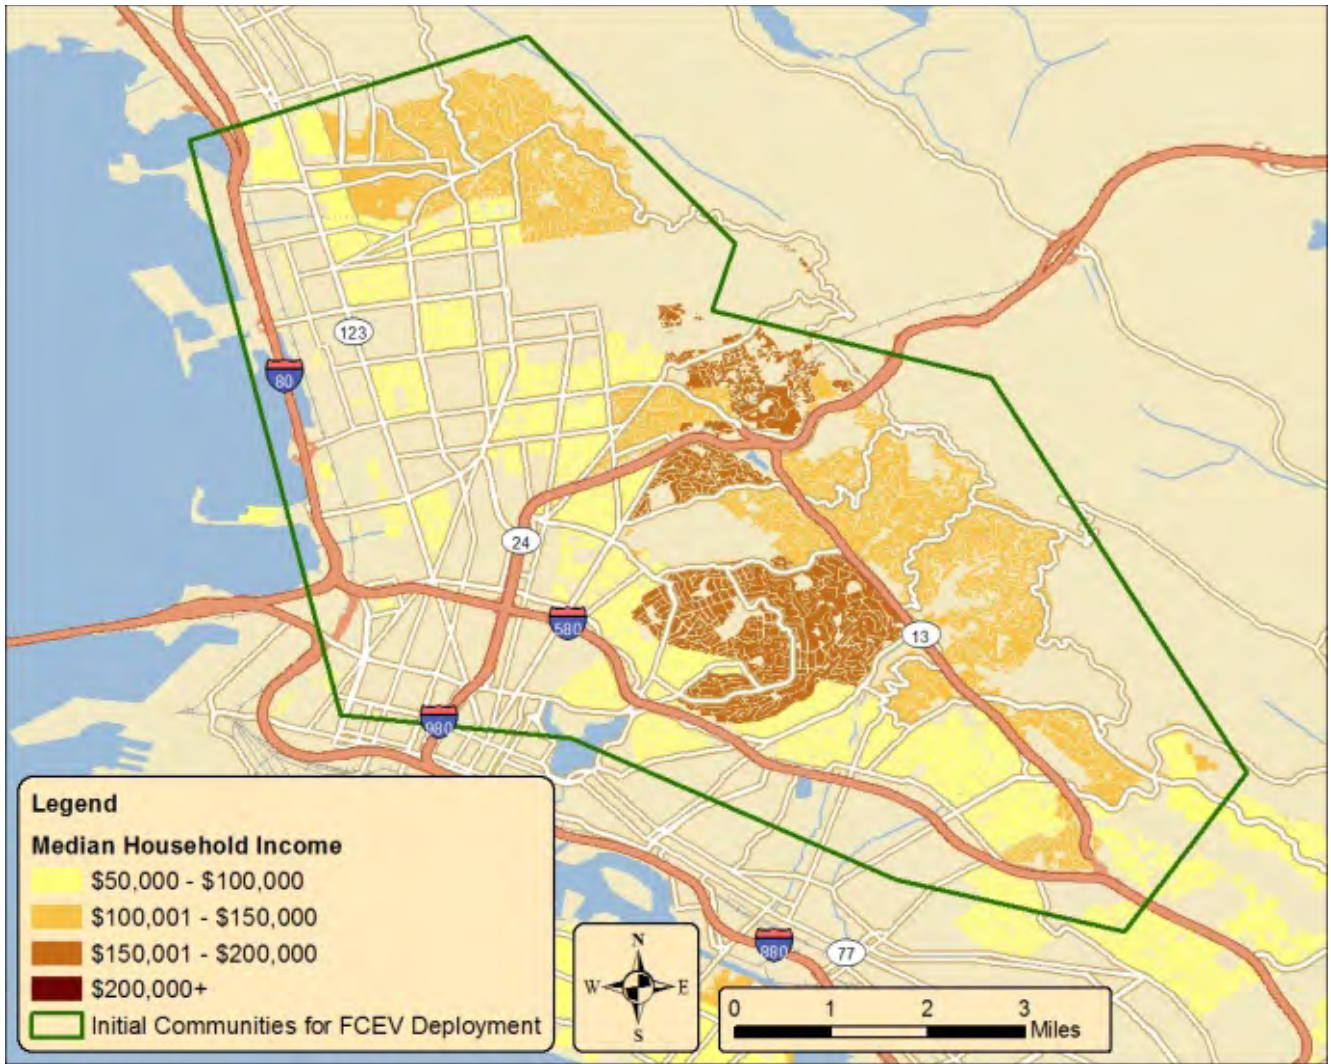 123
80
24
580
13
980
Legend
Median Household Income
$50,000 - $100,000
$100,001 - $150,000
$150,001 - $200,000
$200,000+
Initial Communities for FCEV Deployment
N
W E
S
880
77
0 1 2 3
Miles